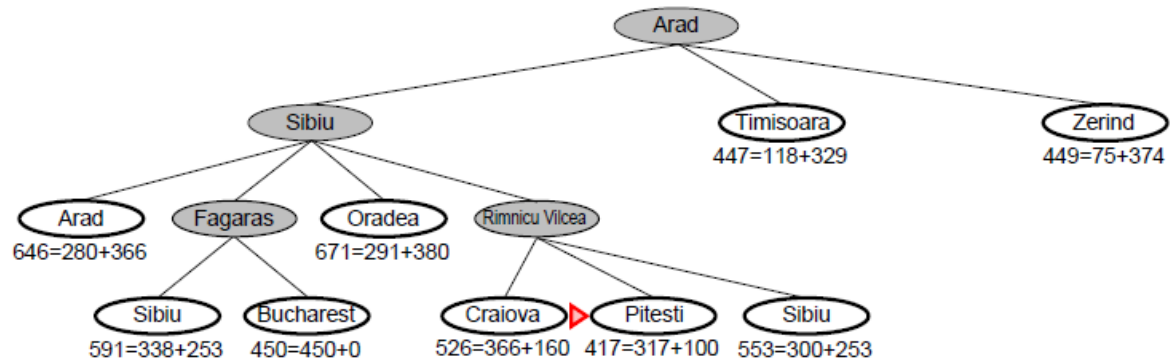 Arad
Sibiu Timisoara Zerind
447=118+329 449=75+374
Arad Fagaras Oradea Rimnicu Vilcea
646=280+366 671=291+380
Sibiu Bucharest Craiova Pitesti Sibiu
591=338+253 450=450+0 526=366+160 417=317+100 553=300+253